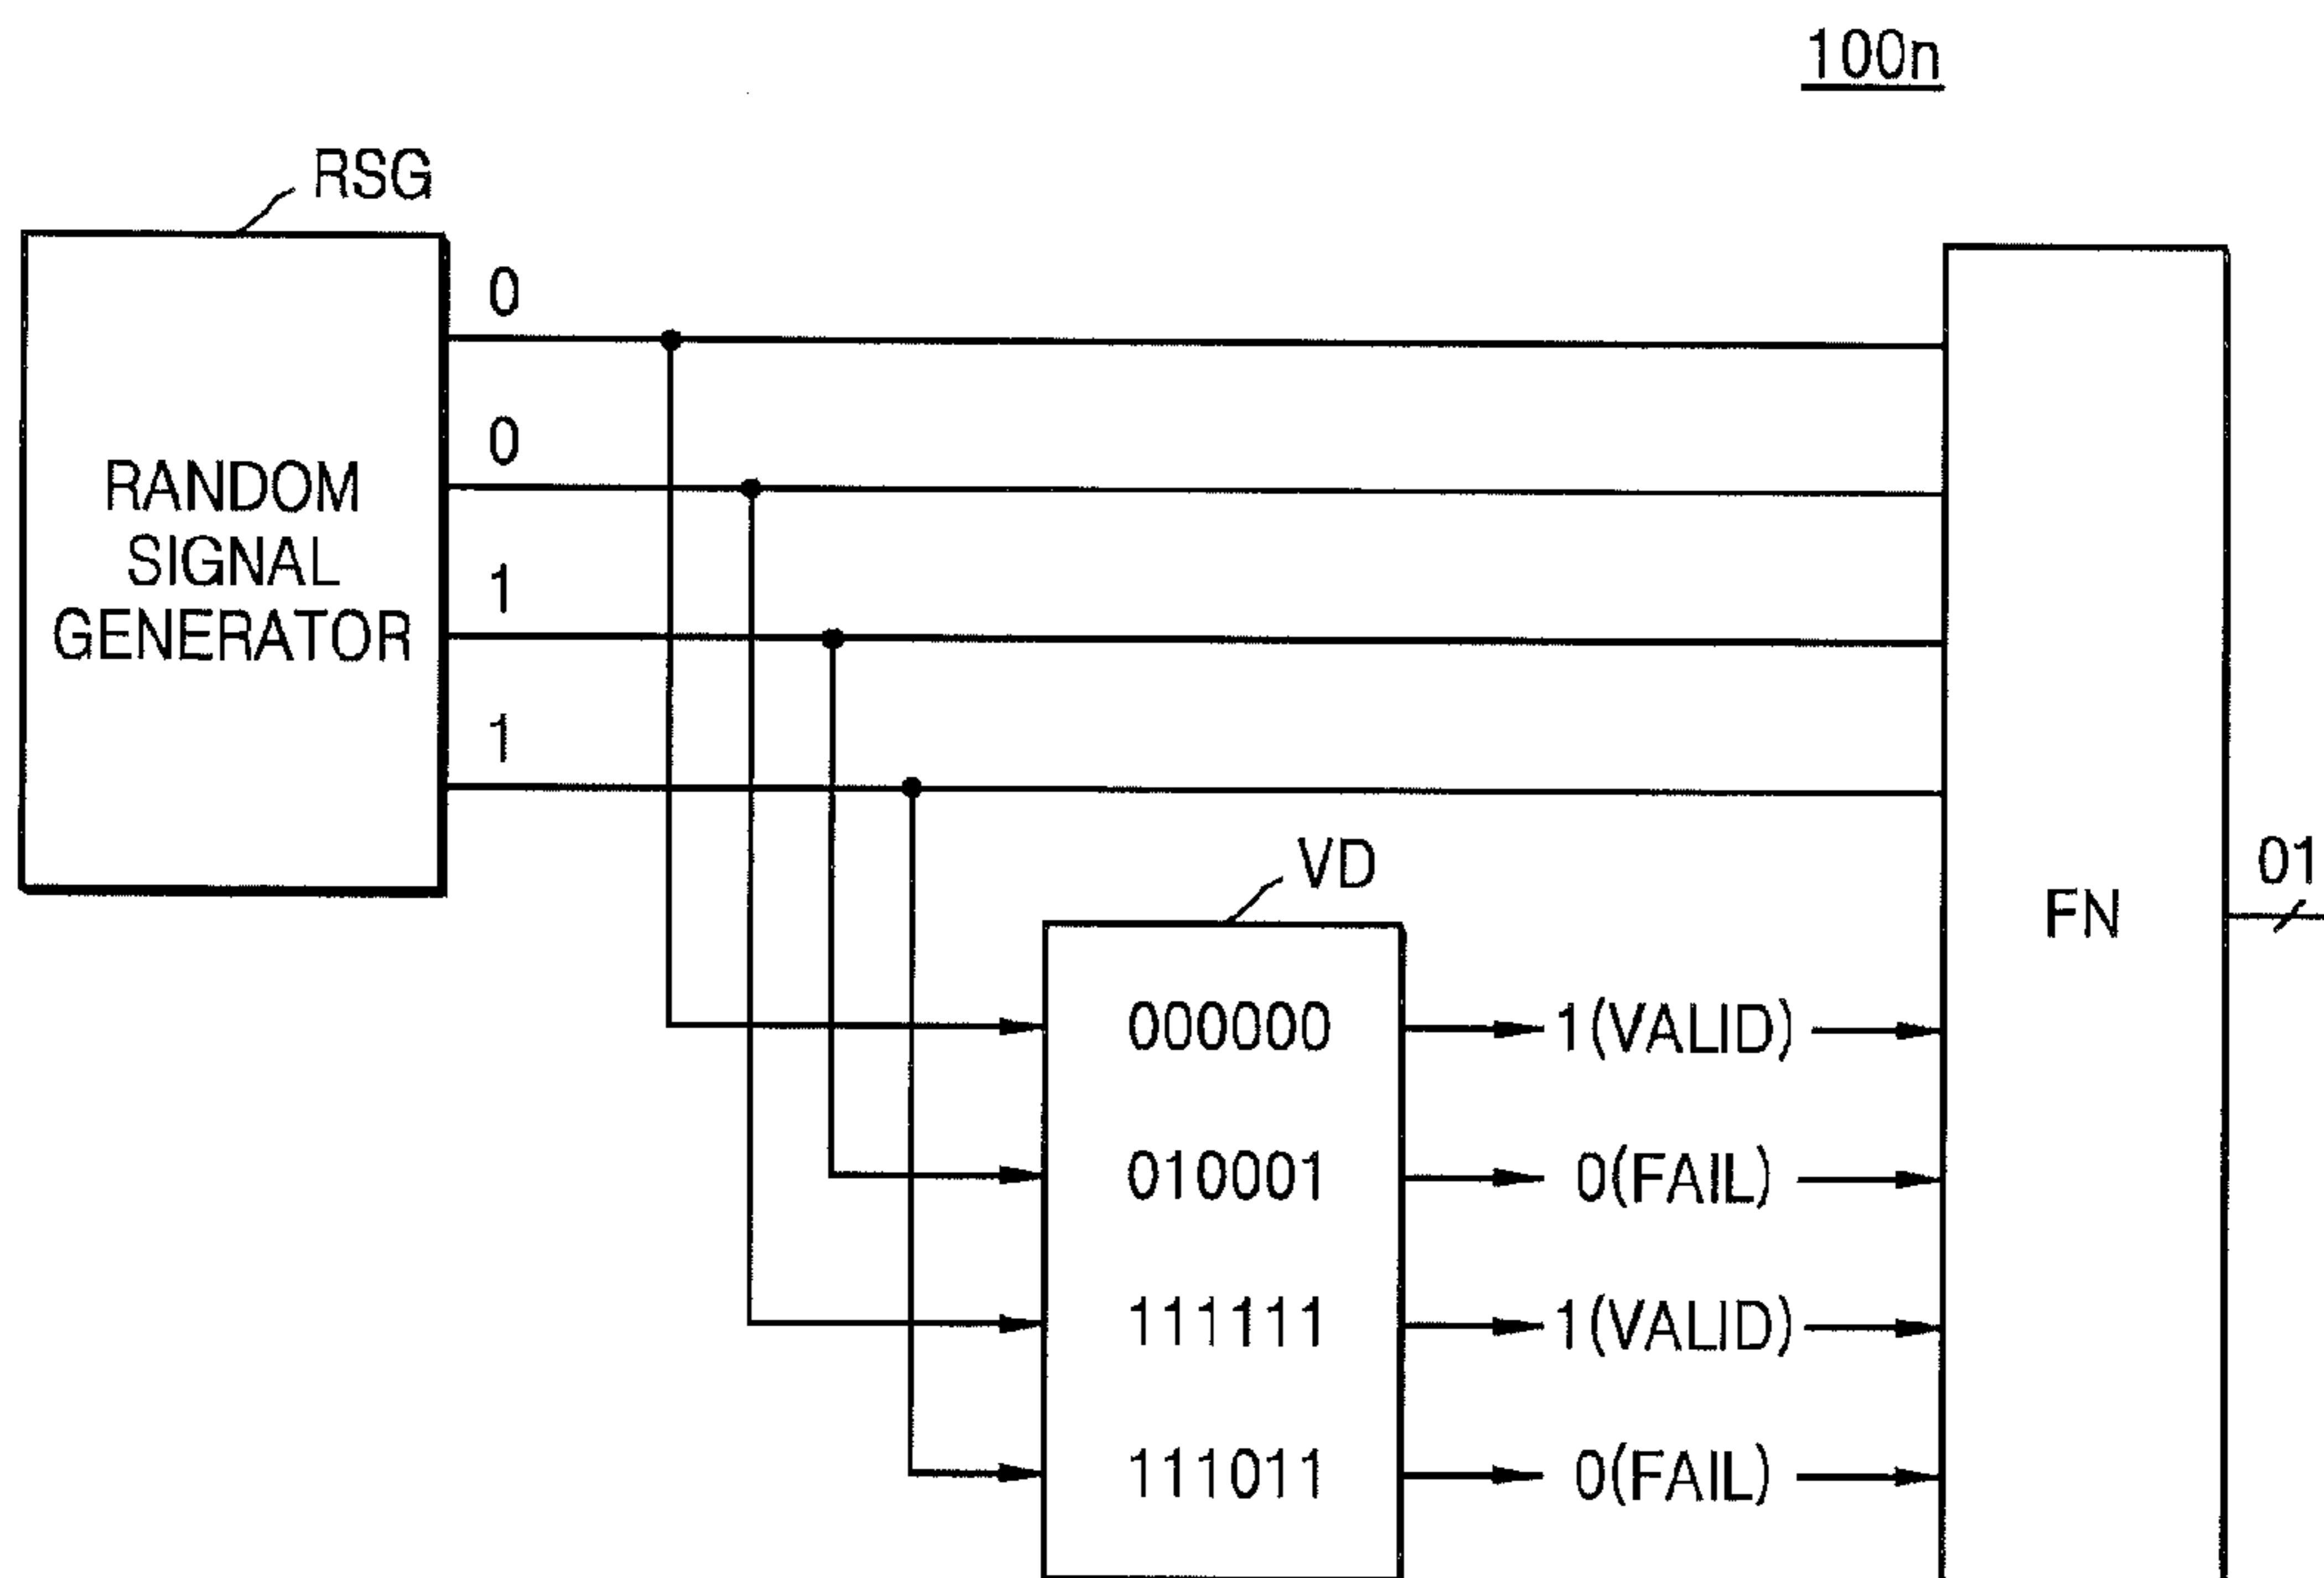 100n
RSG
0
0
RANDOM
SIGNAL
GENERATOR
1
1
VD
01
FN
000000
1(VALID)
010001
0(FAIL)
111111
1(VALID)
111011
0(FAIL)